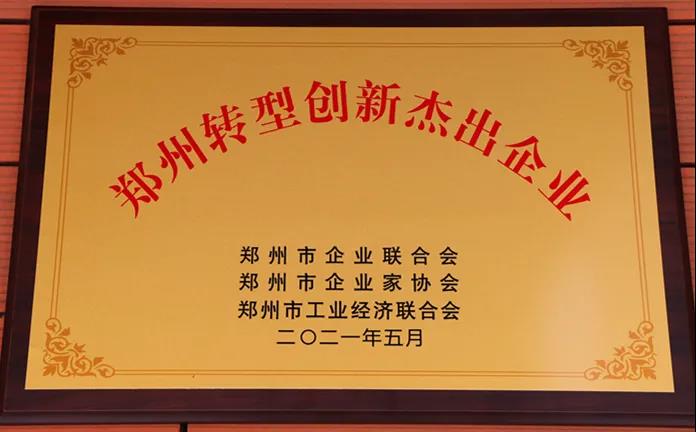 郑州转型创新杰出企业
郑州市企业联合会
郑州市企业家协会
郑州市工业经济联合会
二〇二一年五月